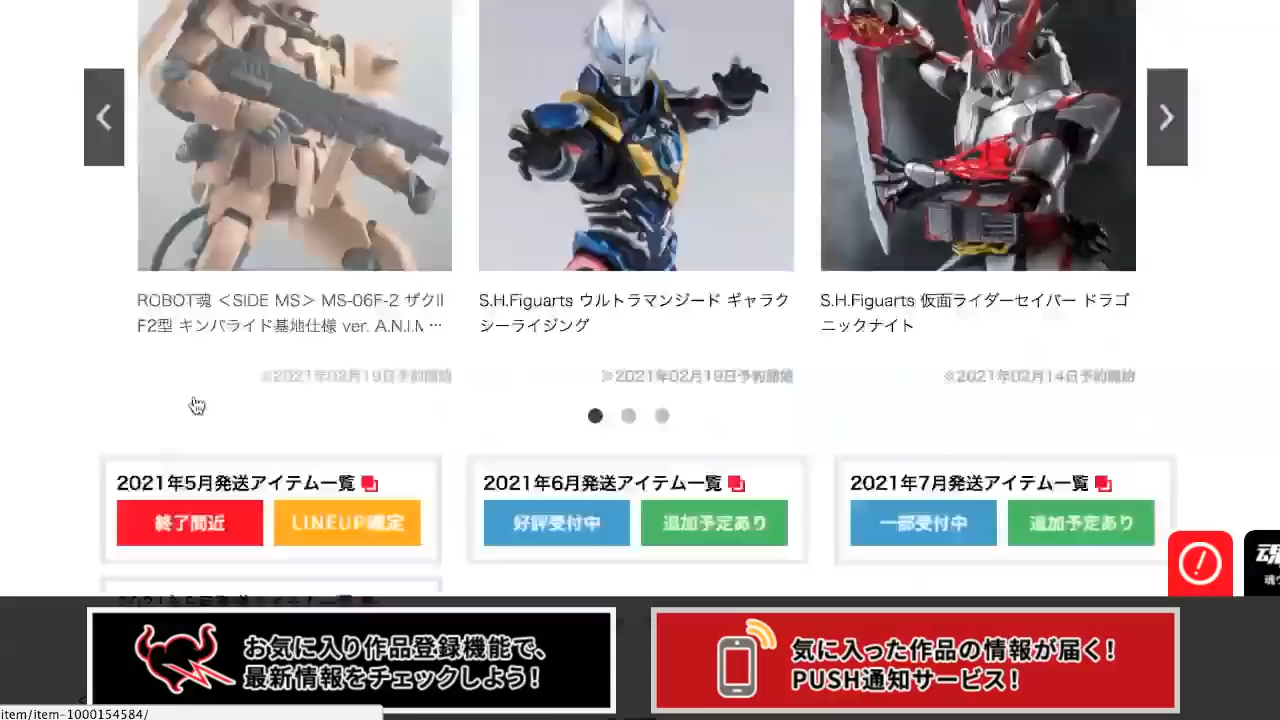 ROBOT魂 <SIDE MS> MS-06F-2 ザクII
F2型 キンバライド基地仕様 ver. A.N.I.M…
※2021年02月19日予約開始
S.H.Figuarts ウルトラマンジード ギャラク
シーライジング
※2021年02月19日予約開始
S.H.Figuarts 仮面ライダーセイバー ドラゴ
ニックナイト
※2021年02月14日予約開始
2021年5月発送アイテム一覧
終了間近 LINEUP確定
2021年6月発送アイテム一覧
好評受付中 追加予定あり
2021年7月発送アイテム一覧
一部受付中 追加予定あり
お気に入り作品登録機能で、
最新情報をチェックしよう!
気に入った作品の情報が届く!
PUSH通知サービス!
item/item-1000154584/